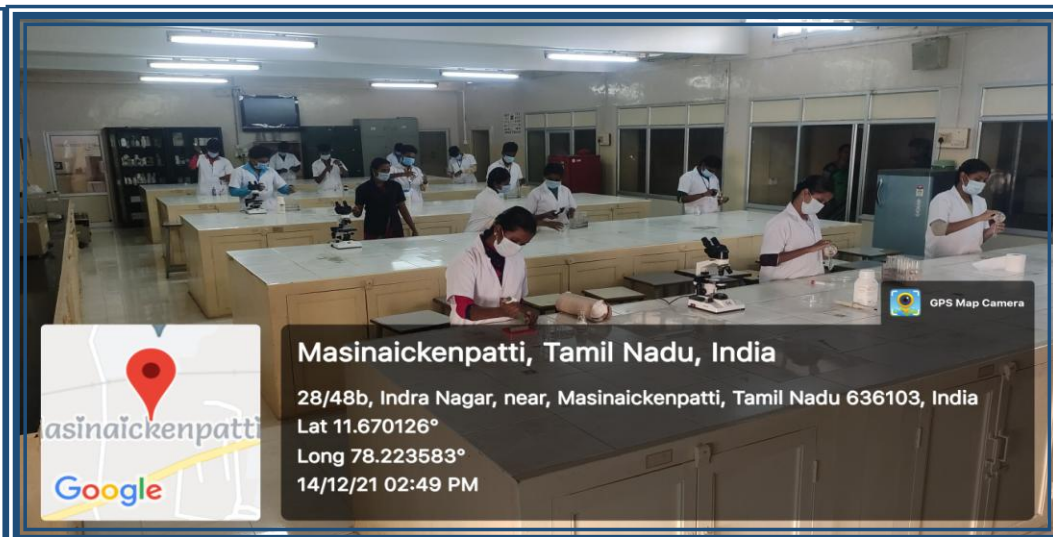 GPS Map Camera
asinaickenpatti
Google
Masinaickenpatti, Tamil Nadu, India
28/48b, Indra Nagar, near, Masinaickenpatti, Tamil Nadu 636103, India
Lat 11.670126°
Long 78.223583°
14/12/21 02:49 PM